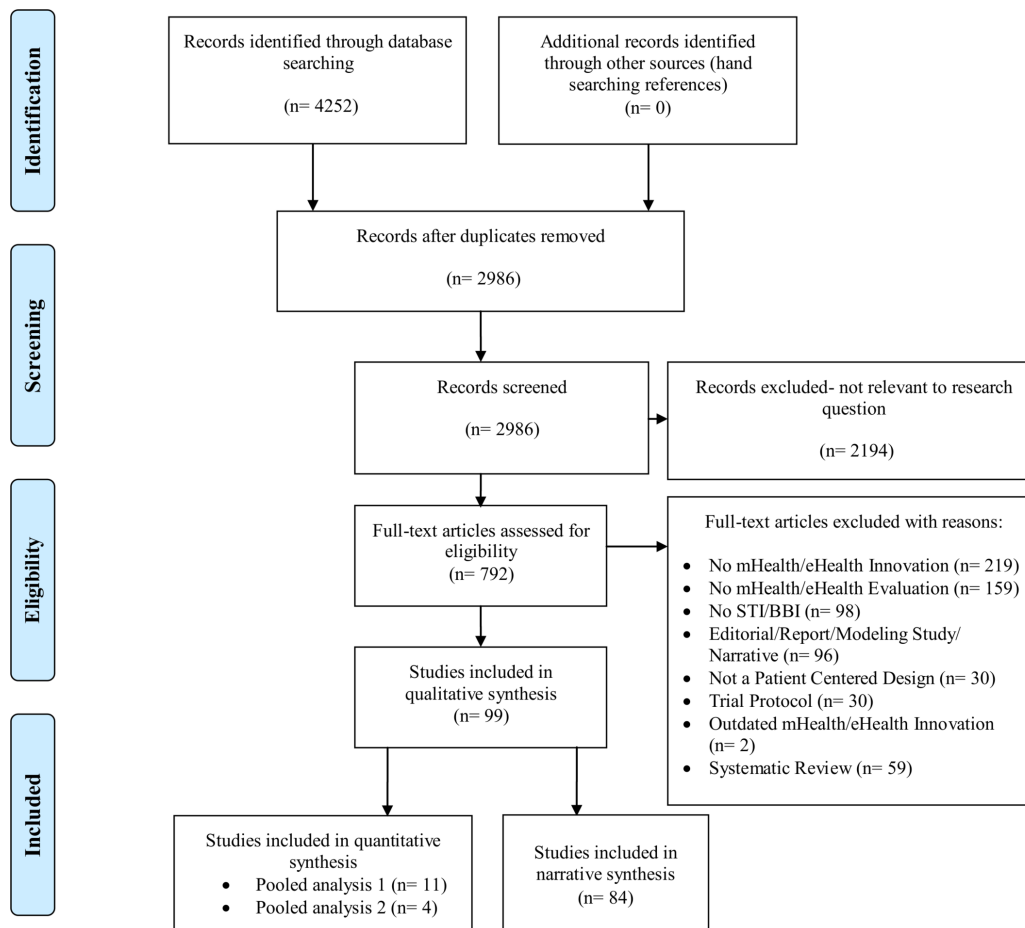 Identification
Records identified through database
searching
(n= 4252)
Additional records identified
through other sources (hand
searching references)
(n= 0)
Records after duplicates removed
(n= 2986)
Screening
Records screened
(n= 2986)
Records excluded- not relevant to research
question
(n= 2194)
Eligibility
Full-text articles assessed for
eligibility
(n= 792)
Full-text articles excluded with reasons:
• No mHealth/eHealth Innovation (n= 219)
• No mHealth/eHealth Evaluation (n= 159)
• No STI/BBI (n= 98)
• Editorial/Report/Modeling Study/
Narrative (n= 96)
• Not a Patient Centered Design (n= 30)
• Trial Protocol (n= 30)
• Outdated mHealth/eHealth Innovation
(n= 2)
• Systematic Review (n= 59)
Studies included in
qualitative synthesis
(n= 99)
Included
Studies included in quantitative
synthesis
• Pooled analysis 1 (n= 11)
• Pooled analysis 2 (n= 4)
Studies included in
narrative synthesis
(n= 84)